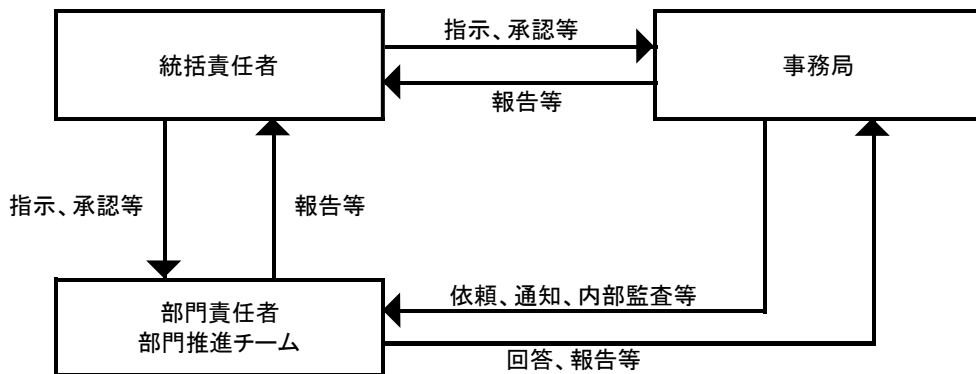 指示、承認等
統括責任者
事務局
報告等
指示、承認等
報告等
依頼、通知、内部監査等
部門責任者
部門推進チーム
回答、報告等